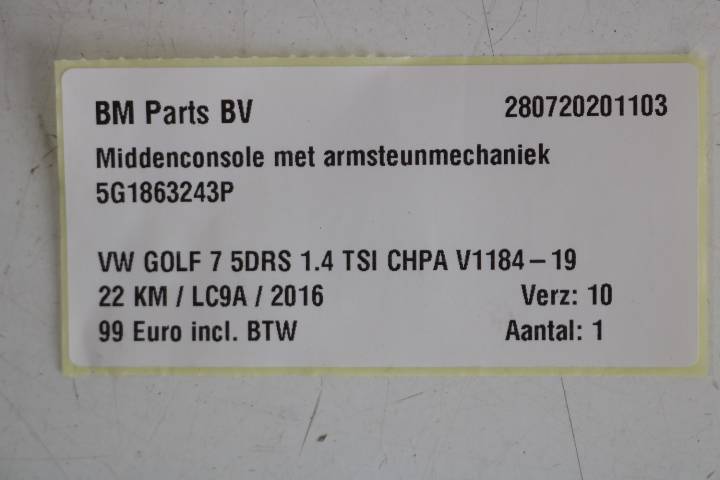 BM Parts BV 280720201103
Middenconsole met armsteunmechaniek
5G1863243P
VW GOLF 7 5DRS 1.4 TSI CHPA V1184-19
22 KM / LC9A / 2016 Verz: 10
99 Euro incl. BTW Aantal: 1